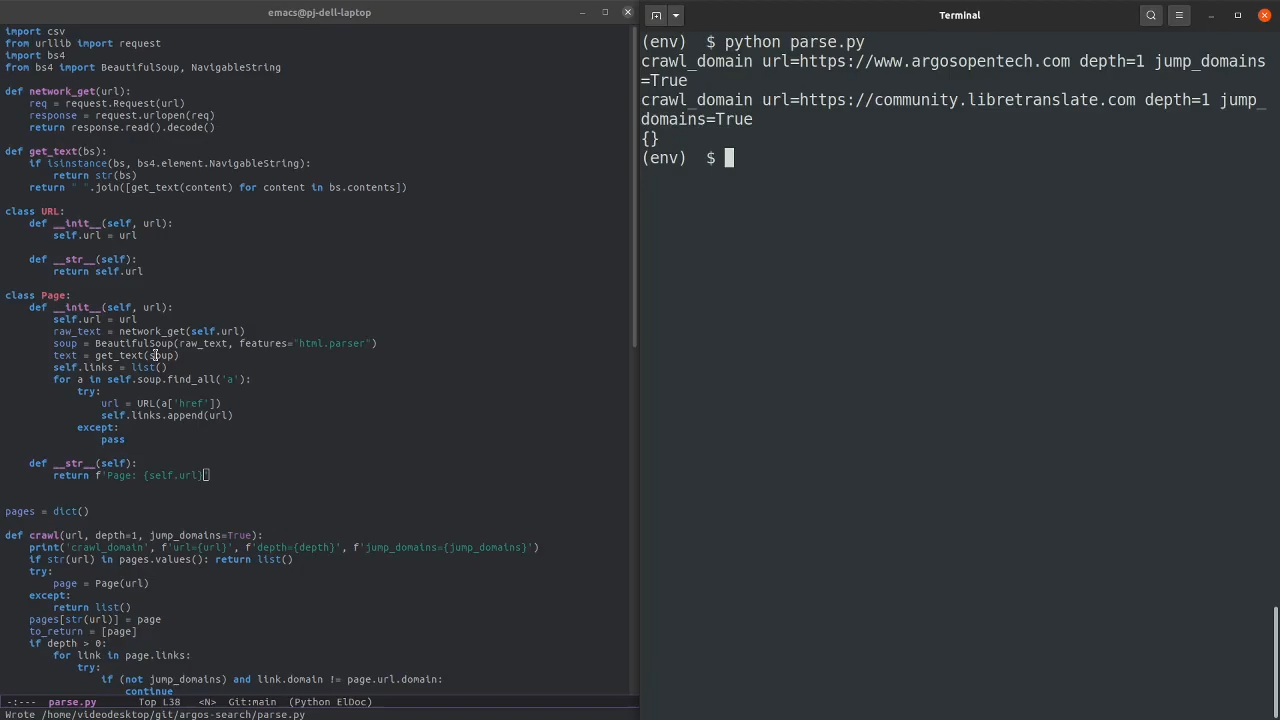 emacs@pj-dell-laptop
import csv
from urllib import request
import bs4
from bs4 import BeautifulSoup, NavigableString
def network_get(url):
    req = request.Request(url)
    response = request.urlopen(req)
    return response.read().decode()
def get_text(bs):
    if isinstance(bs, bs4.element.NavigableString):
        return str(bs)
    return " ".join([get_text(content) for content in bs.contents])
class URL:
    def __init__(self, url):
        self.url = url
    def __str__(self):
        return self.url
class Page:
    def __init__(self, url):
        self.url = url
        raw_text = network_get(self.url)
        soup = BeautifulSoup(raw_text, features="html.parser")
        text = get_text(soup)
        self.links = list()
        for a in self.soup.find_all('a'):
            try:
                url = URL(a['href'])
                self.links.append(url)
            except:
                pass
    def __str__(self):
        return f'Page: {self.url}'
pages = dict()
def crawl(url, depth=1, jump_domains=True):
    print('crawl_domain', f'url={url}', f'depth={depth}', f'jump_domains={jump_domains}')
    if str(url) in pages.values(): return list()
    try:
        page = Page(url)
    except:
        return list()
    pages[str(url)] = page
    to_return = [page]
    if depth > 0:
        for link in page.links:
            try:
                if (not jump_domains) and link.domain != page.url.domain:
                    continue
-:--- parse.py Top L38 <N> Git:main (Python ElDoc)
Wrote /home/videodesktop/git/argos-search/parse.py
Terminal
(env) $ python parse.py
crawl_domain url=https://www.argosopentech.com depth=1 jump_domains
=True
crawl_domain url=https://community.libretranslate.com depth=1 jump_
domains=True
{}
(env) $